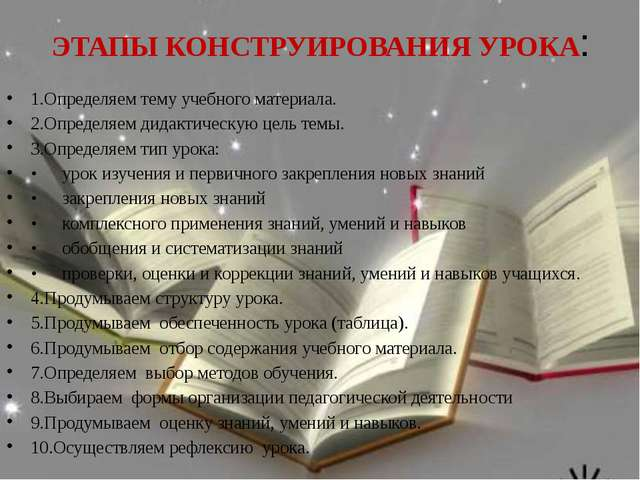 ЭТАПЫ КОНСТРУИРОВАНИЯ УРОКА:
• 1.Определяем тему учебного материала.
• 2.Определяем дидактическую цель темы.
• 3.Определяем тип урока:
• • урок изучения и первичного закрепления новых знаний
• • закрепления новых знаний
• • комплексного применения знаний, умений и навыков
• • обобщения и систематизации знаний
• • проверки, оценки и коррекции знаний, умений и навыков учащихся.
• 4.Продумываем структуру урока.
• 5.Продумываем обеспеченность урока (таблица).
• 6.Продумываем отбор содержания учебного материала.
• 7.Определяем выбор методов обучения.
• 8.Выбираем формы организации педагогической деятельности
• 9.Продумываем оценку знаний, умений и навыков.
• 10.Осуществляем рефлексию урока.